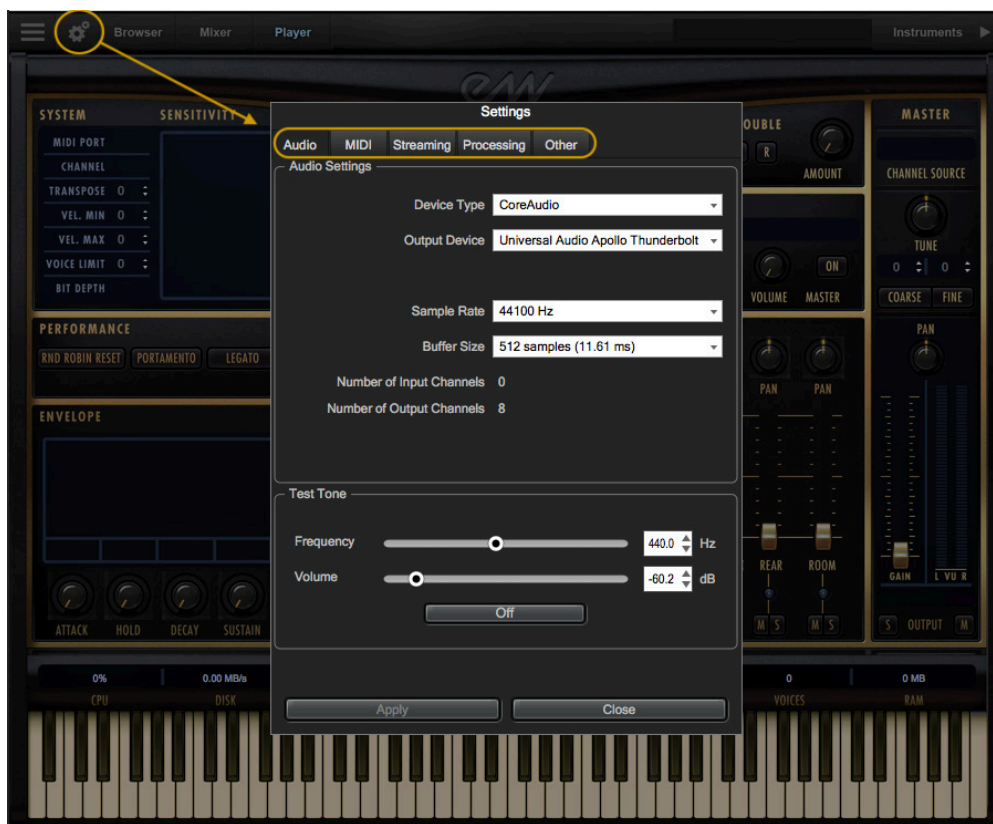 Browser Mixer Player Instruments
EW
Settings
SYSTEM SENSITIVITY
MIDI PORT
CHANNEL
TRANSPOSE 0
VEL. MIN 0
VEL. MAX 0
VOICE LIMIT 0
BIT DEPTH
PERFORMANCE
RND ROBIN RESET PORTAMENTO LEGATO
ENVELOPE
ATTACK HOLD DECAY SUSTAIN
Audio MIDI Streaming Processing Other
Audio Settings
Device Type CoreAudio
Output Device Universal Audio Apollo Thunderbolt
Sample Rate 44100 Hz
Buffer Size 512 samples (11.61 ms)
Number of Input Channels 0
Number of Output Channels 8
Test Tone
Frequency 440.0 Hz
Volume -60.2 dB
Off
Apply Close
OUBLE
R
AMOUNT
ON
VOLUME MASTER
PAN PAN
REAR ROOM
M S M S
MASTER
CHANNEL SOURCE
TUNE
0 0
COARSE FINE
PAN
GAIN L VU R
S OUTPUT M
0% 0.00 MB/s 0 0 MB
CPU DISK VOICES RAM